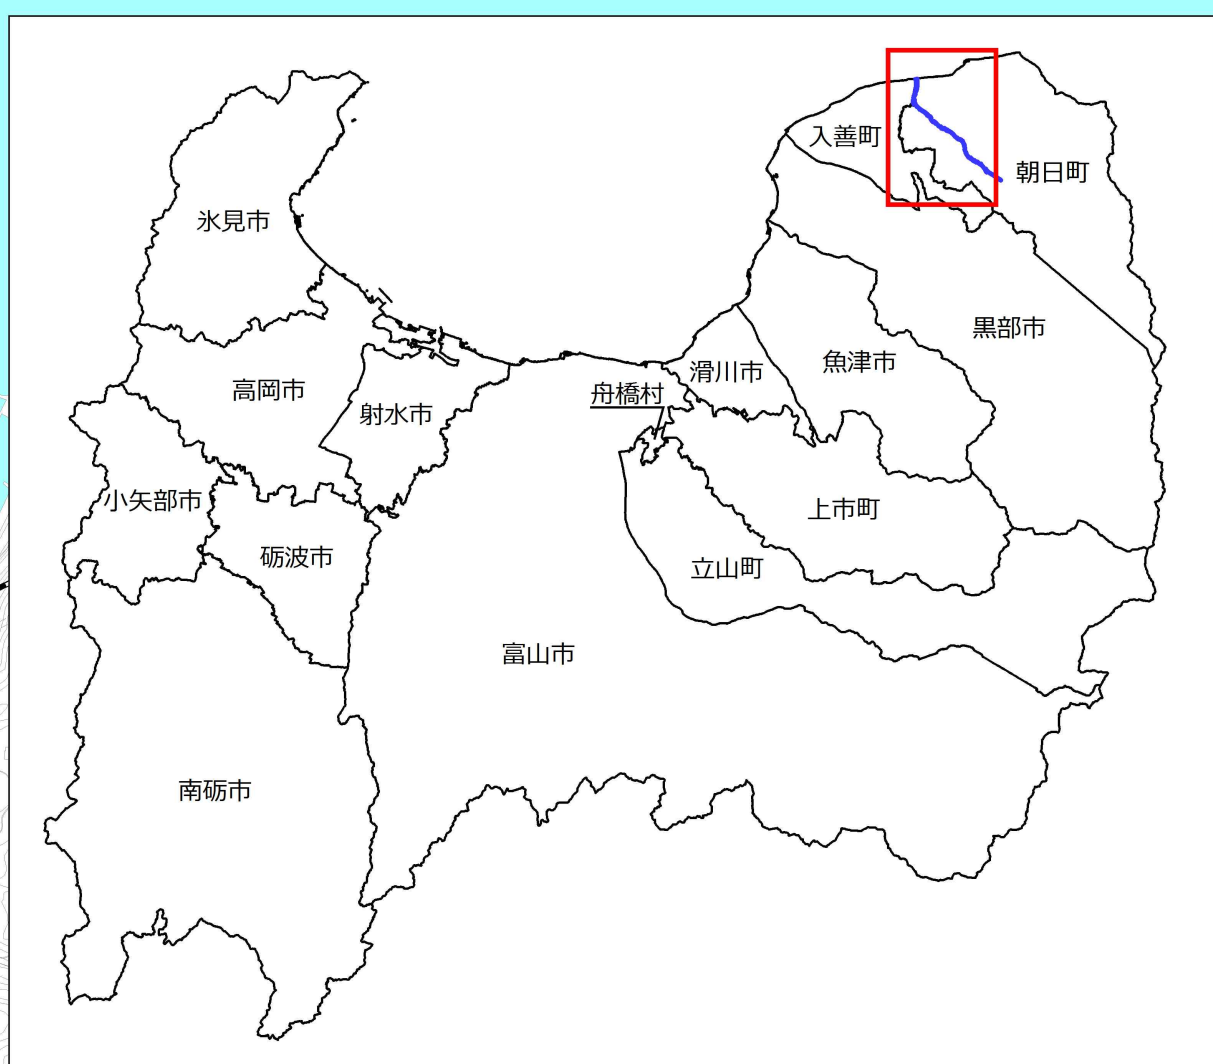 入善町
朝日町
氷見市
黒部市
魚津市
滑川市
高岡市
舟橋村
射水市
小矢部市
上市町
砺波市
立山町
富山市
南砺市